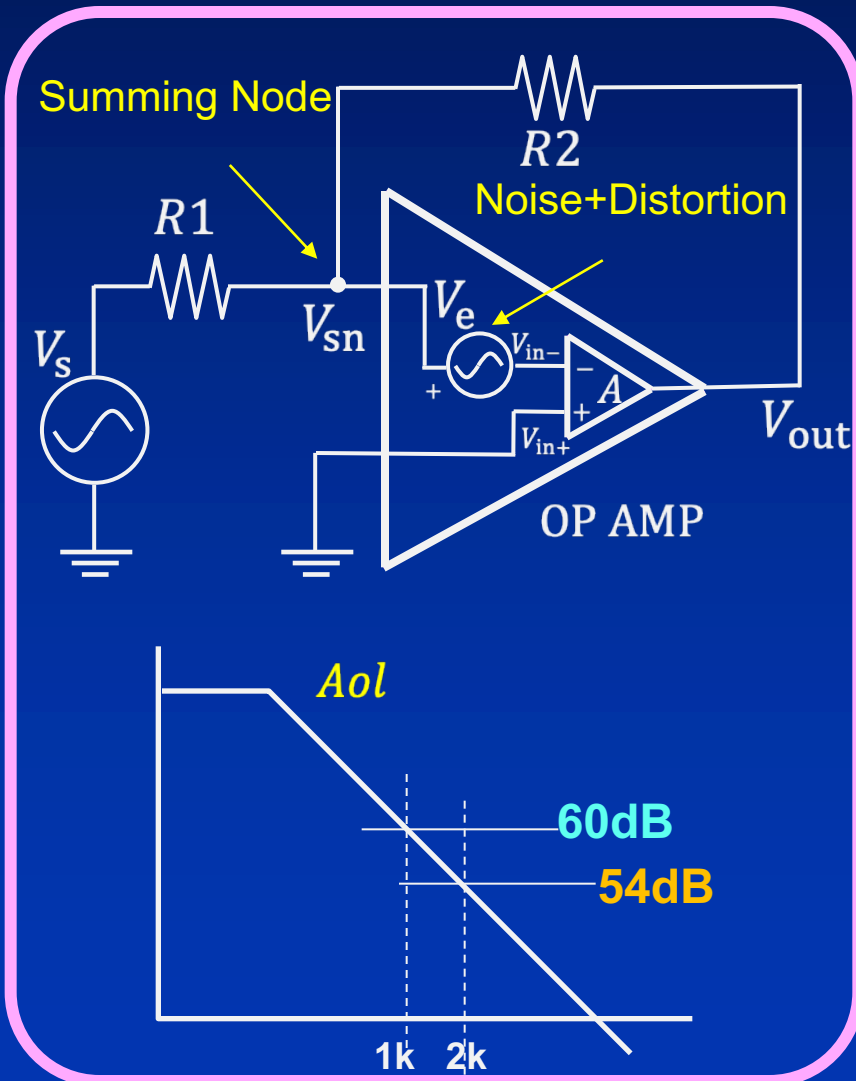 Summing Node
R2
Noise+Distortion
R1
Vsn
Ve
Vs
Vin−
+
−
A
+
Vin+
Vout
OP AMP
Aol
60dB
54dB
1k 2k